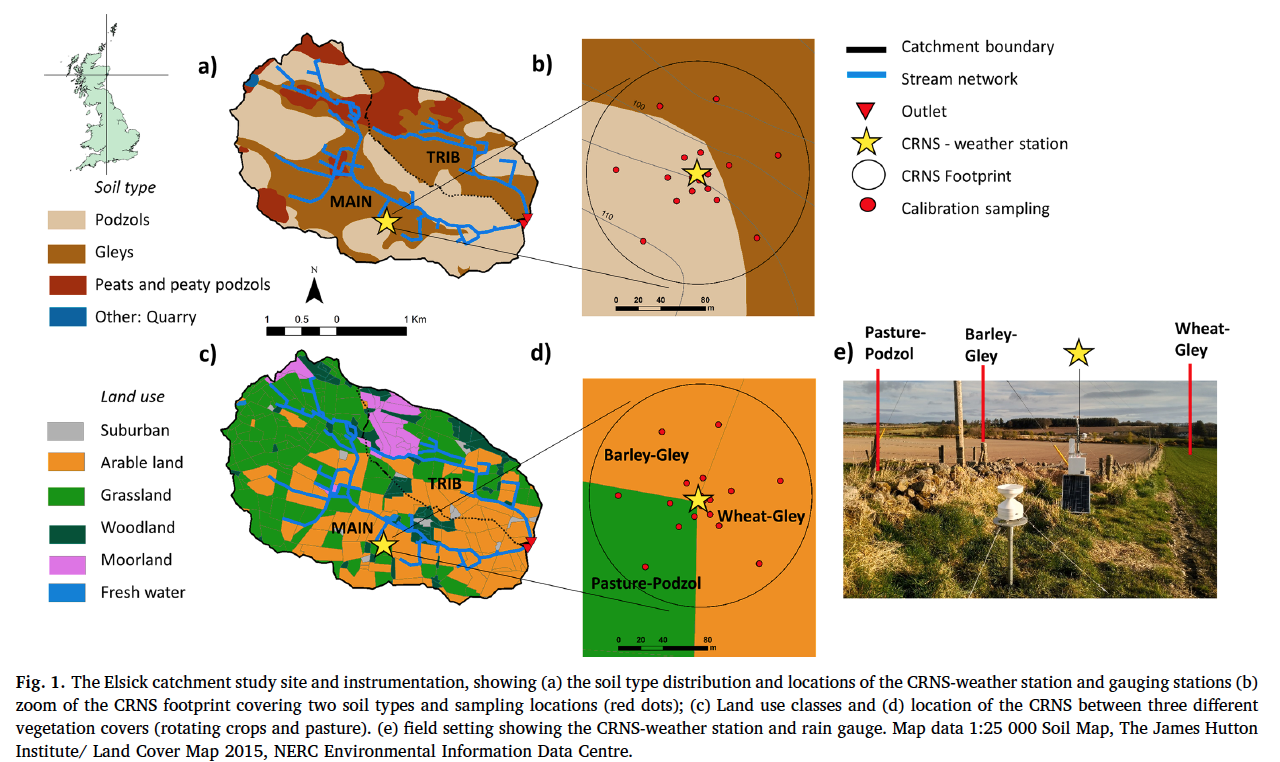 a)
b)
Catchment boundary
Stream network
Outlet
CRNS - weather station
CRNS Footprint
Calibration sampling
Soil type
Podzols
Gleys
Peats and peaty podzols
Other: Quarry
TRIB
MAIN
N
1 0.5 0 1 Km
100
110
0 20 40 80
m
c)
d)
e)
Land use
Suburban
Arable land
Grassland
Woodland
Moorland
Fresh water
TRIB
MAIN
Barley-Gley
Wheat-Gley
Pasture-Podzol
0 20 40 80
m
Pasture-
Podzol
Barley-
Gley
Wheat-
Gley
Fig. 1. The Elsick catchment study site and instrumentation, showing (a) the soil type distribution and locations of the CRNS-weather station and gauging stations (b)
zoom of the CRNS footprint covering two soil types and sampling locations (red dots); (c) Land use classes and (d) location of the CRNS between three different
vegetation covers (rotating crops and pasture). (e) field setting showing the CRNS-weather station and rain gauge. Map data 1:25 000 Soil Map, The James Hutton
Institute/ Land Cover Map 2015, NERC Environmental Information Data Centre.